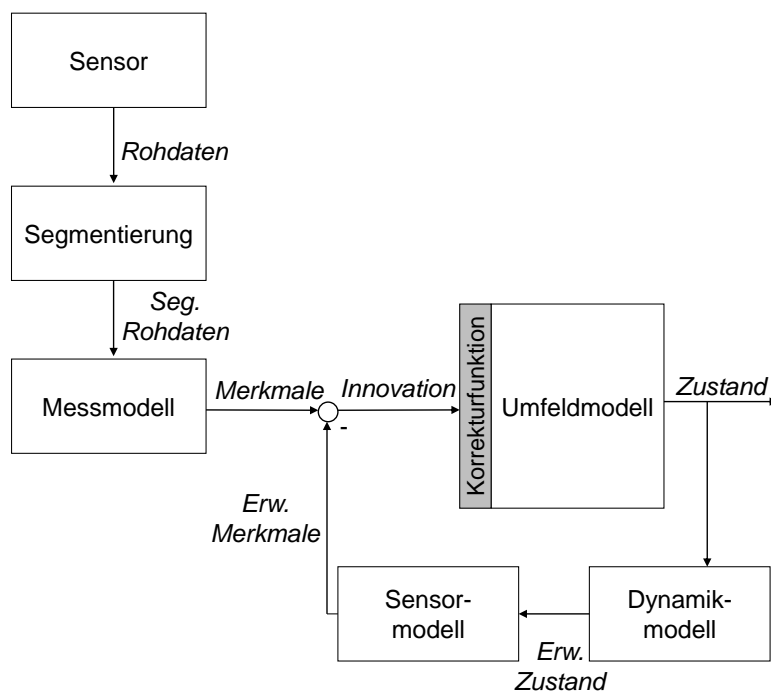 Sensor
Rohdaten
Segmentierung
Seg.
Rohdaten
Messmodell
Merkmale
Innovation
Korrekturfunktion
Umfeldmodell
Zustand
-
Erw.
Merkmale
Sensor-
modell
Dynamik-
modell
Erw.
Zustand